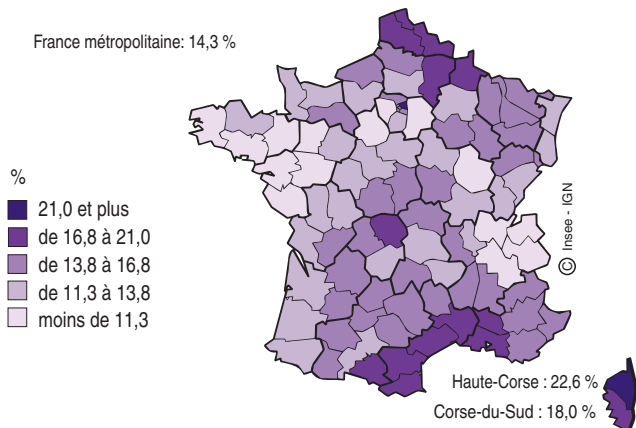 France métropolitaine: 14,3 %
%
21,0 et plus
de 16,8 à 21,0
de 13,8 à 16,8
de 11,3 à 13,8
moins de 11,3
© Insee - IGN
Haute-Corse : 22,6 %
Corse-du-Sud : 18,0 %